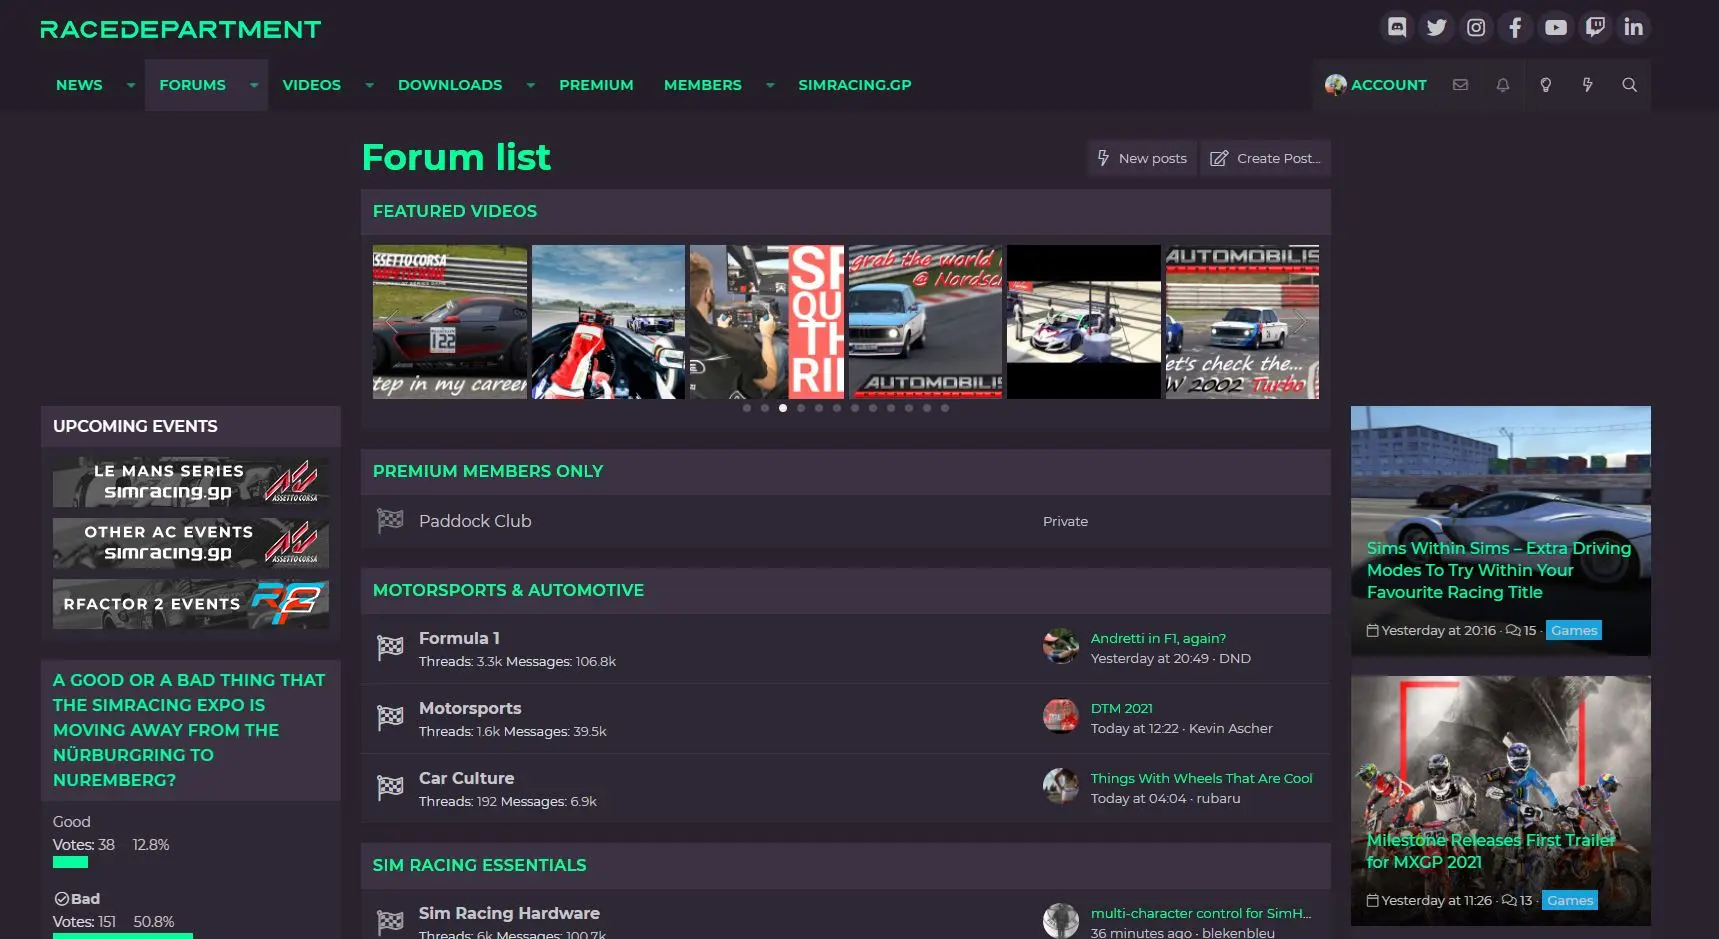 RACEDEPARTMENT
NEWS
FORUMS
VIDEOS
DOWNLOADS
PREMIUM
MEMBERS
SIMRACING.GP
ACCOUNT
Forum list
New posts
Create Post...
FEATURED VIDEOS
122
tep in my career
SP
QU
TH
RI
grab the world
@ Nordsc
AUTOMOBILIS
AUTOMOBILIS
et's check the...
W 2002 Turbo
UPCOMING EVENTS
LE MANS SERIES
simracing.gp
ASSETTO CORSA
OTHER AC EVENTS
simracing.gp
ASSETTO CORSA
RFACTOR 2 EVENTS
A GOOD OR A BAD THING THAT
THE SIMRACING EXPO IS
MOVING AWAY FROM THE
NÜRBURGRING TO
NUREMBERG?
Good
Votes: 38 12.8%
Bad
Votes: 151 50.8%
PREMIUM MEMBERS ONLY
Paddock Club
Private
MOTORSPORTS & AUTOMOTIVE
Formula 1
Threads: 3.3k Messages: 106.8k
Andretti in F1, again?
Yesterday at 20:49 · DND
Motorsports
Threads: 1.6k Messages: 39.5k
DTM 2021
Today at 12:22 · Kevin Ascher
Car Culture
Threads: 192 Messages: 6.9k
Things With Wheels That Are Cool
Today at 04:04 · rubaru
SIM RACING ESSENTIALS
Sim Racing Hardware
Threads: 6k Messages: 100.7k
multi-character control for SimH...
36 minutes ago · blekenbleu
Sims Within Sims – Extra Driving
Modes To Try Within Your
Favourite Racing Title
Yesterday at 20:16 · 15 · Games
Milestone Releases First Trailer
for MXGP 2021
Yesterday at 11:26 · 13 · Games